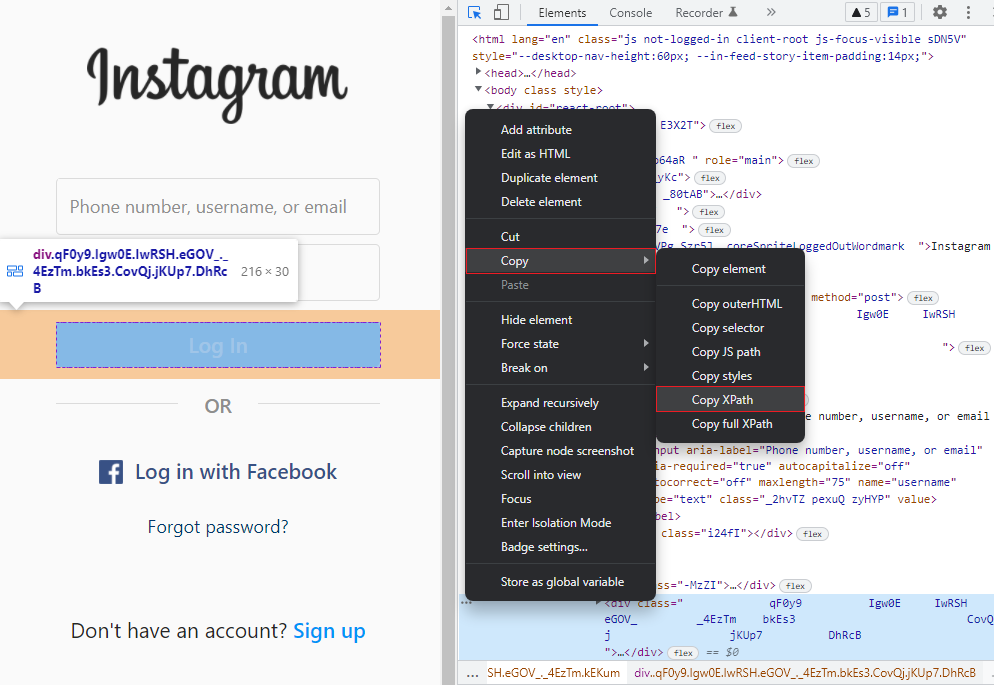 Instagram
Phone number, username, or email
div.qF0y9.Igw0E.IwRSH.eGOV_._
4EzTm.bkEs3.CovQj.jKUp7.DhRc
B
216 × 30
Log In
OR
Log in with Facebook
Forgot password?
Don't have an account? Sign up
Elements Console Recorder 5 1
<html lang="en" class="js not-logged-in client-root js-focus-visible sDN5V"
style="--desktop-nav-height:60px; --in-feed-story-item-padding:14px;">
<head>…</head>
<body class style>
<div id="react-root">
E3X2T"> flex
o64aR " role="main"> flex
_yKc"> flex
_80tAB">…</div>
"> flex
7e "> flex
coreSpriteLoggedOutWordmark ">Instagram
method="post"> flex
Igw0E IwRSH
"> flex
e number, username, or email
nput aria-label="Phone number, username, or email"
ia-required="true" autocapitalize="off"
tocorrect="off" maxlength="75" name="username"
pe="text" class="_2hvTZ pexuQ zyHYP" value>
bel>
class="i24fI"></div> flex
ss="-MzZI">…</div> flex
<div class=" qF0y9 Igw0E IwRSH
eGOV_ _4EzTm bkEs3 CovQ
j jKUp7 DhRcB
">…</div> flex == $0
... SH.eGOV_._4EzTm.kEKum div..qF0y9.Igw0E.IwRSH.eGOV_._4EzTm.bkEs3.CovQj.jKUp7.DhRcB
Add attribute
Edit as HTML
Duplicate element
Delete element
Cut
Copy
Paste
Hide element
Force state
Break on
Expand recursively
Collapse children
Capture node screenshot
Scroll into view
Focus
Enter Isolation Mode
Badge settings...
Store as global variable
Copy element
Copy outerHTML
Copy selector
Copy JS path
Copy styles
Copy XPath
Copy full XPath